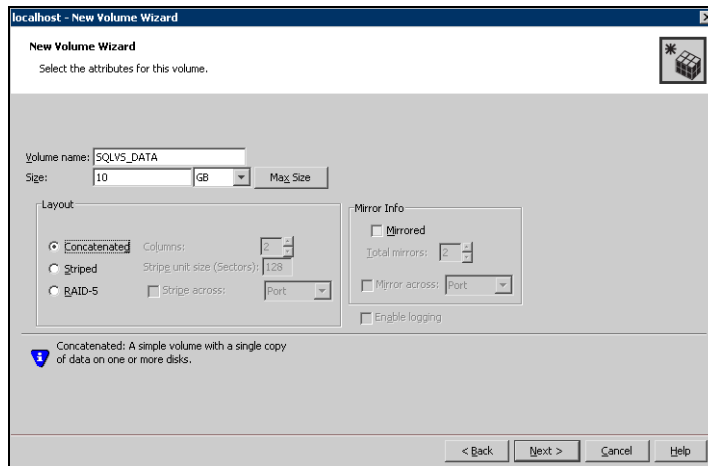 localhost - New Volume Wizard
New Volume Wizard
Select the attributes for this volume.
Volume name: SQLVS_DATA
Size: 10 GB Max Size
Layout
Concatenated Columns: 2
Striped Stripe unit size (Sectors): 128
RAID-5 Stripe across: Port
Mirror Info
Mirrored
Total mirrors: 2
Mirror across: Port
Enable logging
Concatenated: A simple volume with a single copy
of data on one or more disks.
< Back Next > Cancel Help